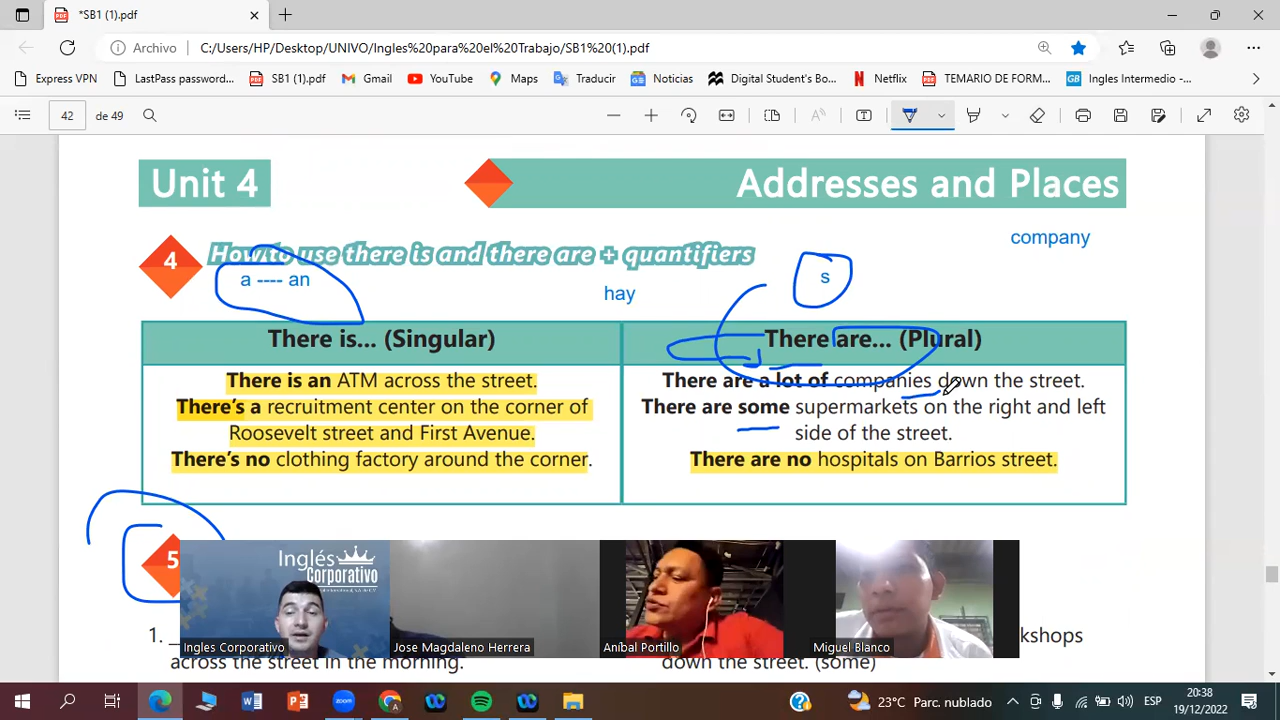 *SB1 (1).pdf
Archivo
C:/Users/HP/Desktop/UNIVO/Ingles%20para%20el%20Trabajo/SB1%20(1).pdf
Express VPN
LastPass password...
SB1 (1).pdf
Gmail
YouTube
Maps
Traducir
Noticias
Digital Student's Bo...
Netflix
TEMARIO DE FORM...
Ingles Intermedio -...
42
de 49
Unit 4
Addresses and Places
company
4
How to use there is and there are + quantifiers
s
a ---- an
hay
There is... (Singular)
There are... (Plural)
There is an ATM across the street.
There's a recruitment center on the corner of
Roosevelt street and First Avenue.
There's no clothing factory around the corner.
There are a lot of companies down the street.
There are some supermarkets on the right and left
side of the street.
There are no hospitals on Barrios street.
5
Inglés
Corporativo
Ingles Corporativo
Jose Magdaleno Herrera
Aníbal Portillo
Miguel Blanco
1.
kshops
across the street in the morning.
down the street. (some)
23°C Parc. nublado
ESP
20:38
19/12/2022